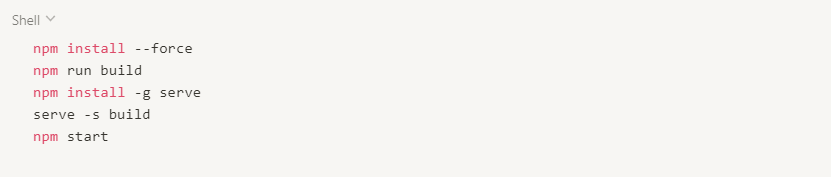 Shell
npm install --force
npm run build
npm install -g serve
serve -s build
npm start